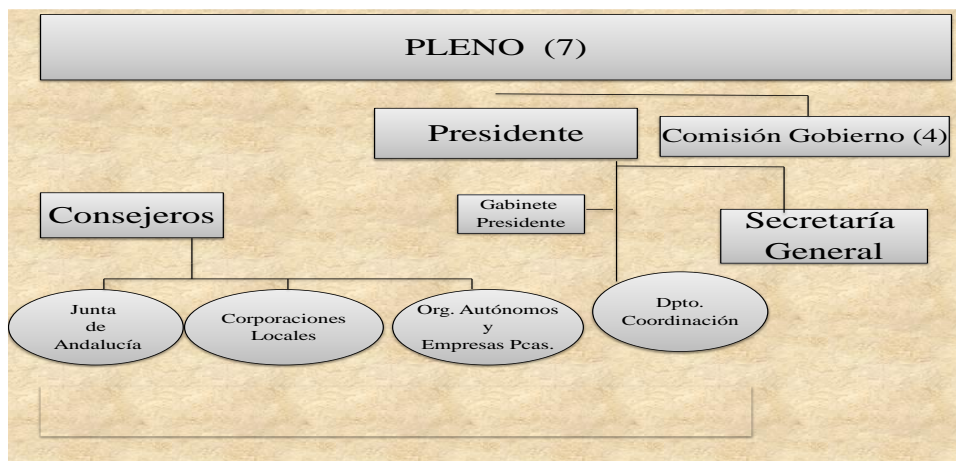 PLENO (7)
Presidente
Comisión Gobierno (4)
Consejeros
Gabinete
Presidente
Secretaría
General
Junta
de
Andalucía
Corporaciones
Locales
Org. Autónomos
y
Empresas Pcas.
Dpto.
Coordinación